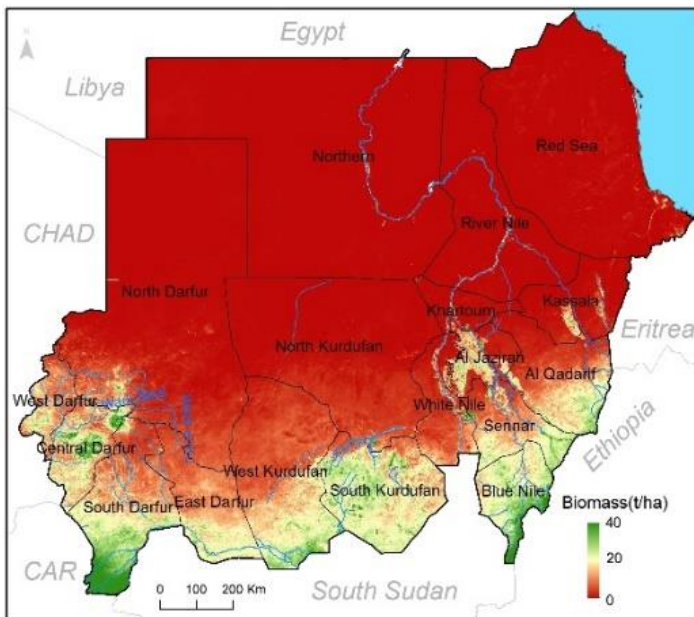 N
Egypt
Libya
Northern
Red Sea
CHAD
River Nile
North Darfur
Kassala
Khartoum
Eritrea
North Kurdufan
Al Jazirah
Al Qadarif
West Darfur
White Nile
Sennar
Central Darfur
Ethiopia
West Kurdufan
South Kurdufan
Blue Nile
South Darfur
East Darfur
Biomass(t/ha)
40
20
0
CAR
0 100 200 Km
South Sudan